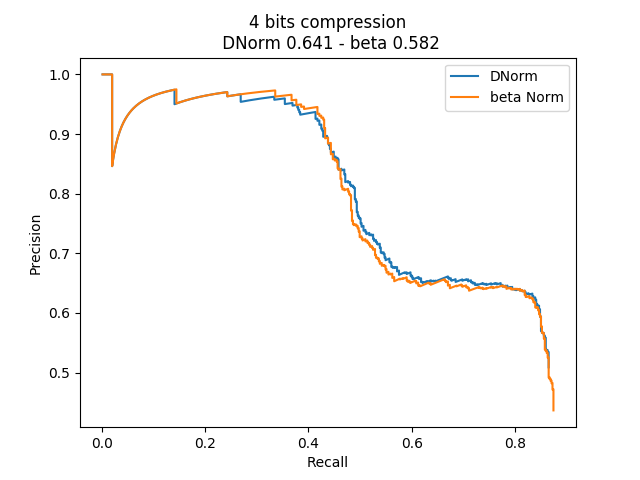 4 bits compression
DNorm 0.641 - beta 0.582
DNorm
beta Norm
Precision
1.0
0.9
0.8
0.7
0.6
0.5
0.0 0.2 0.4 0.6 0.8
Recall